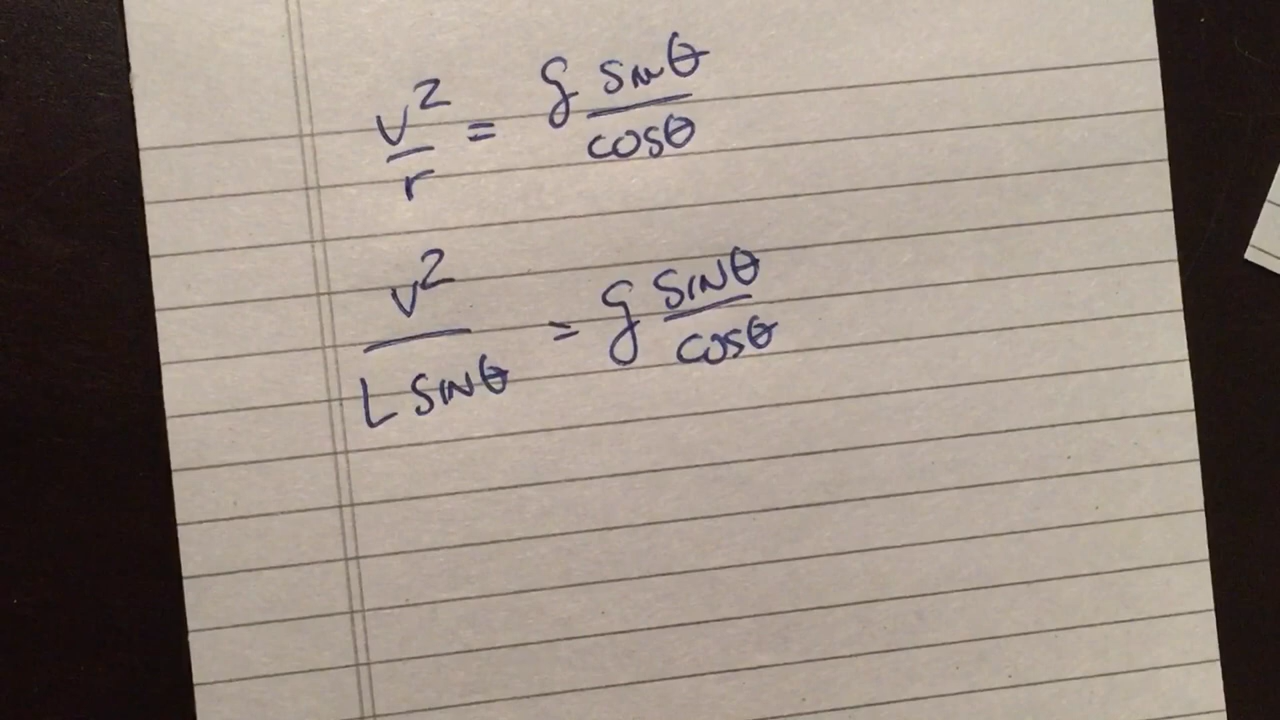 v²/r = g sinθ/cosθ
v²/L SINθ = g SINθ/cosθ